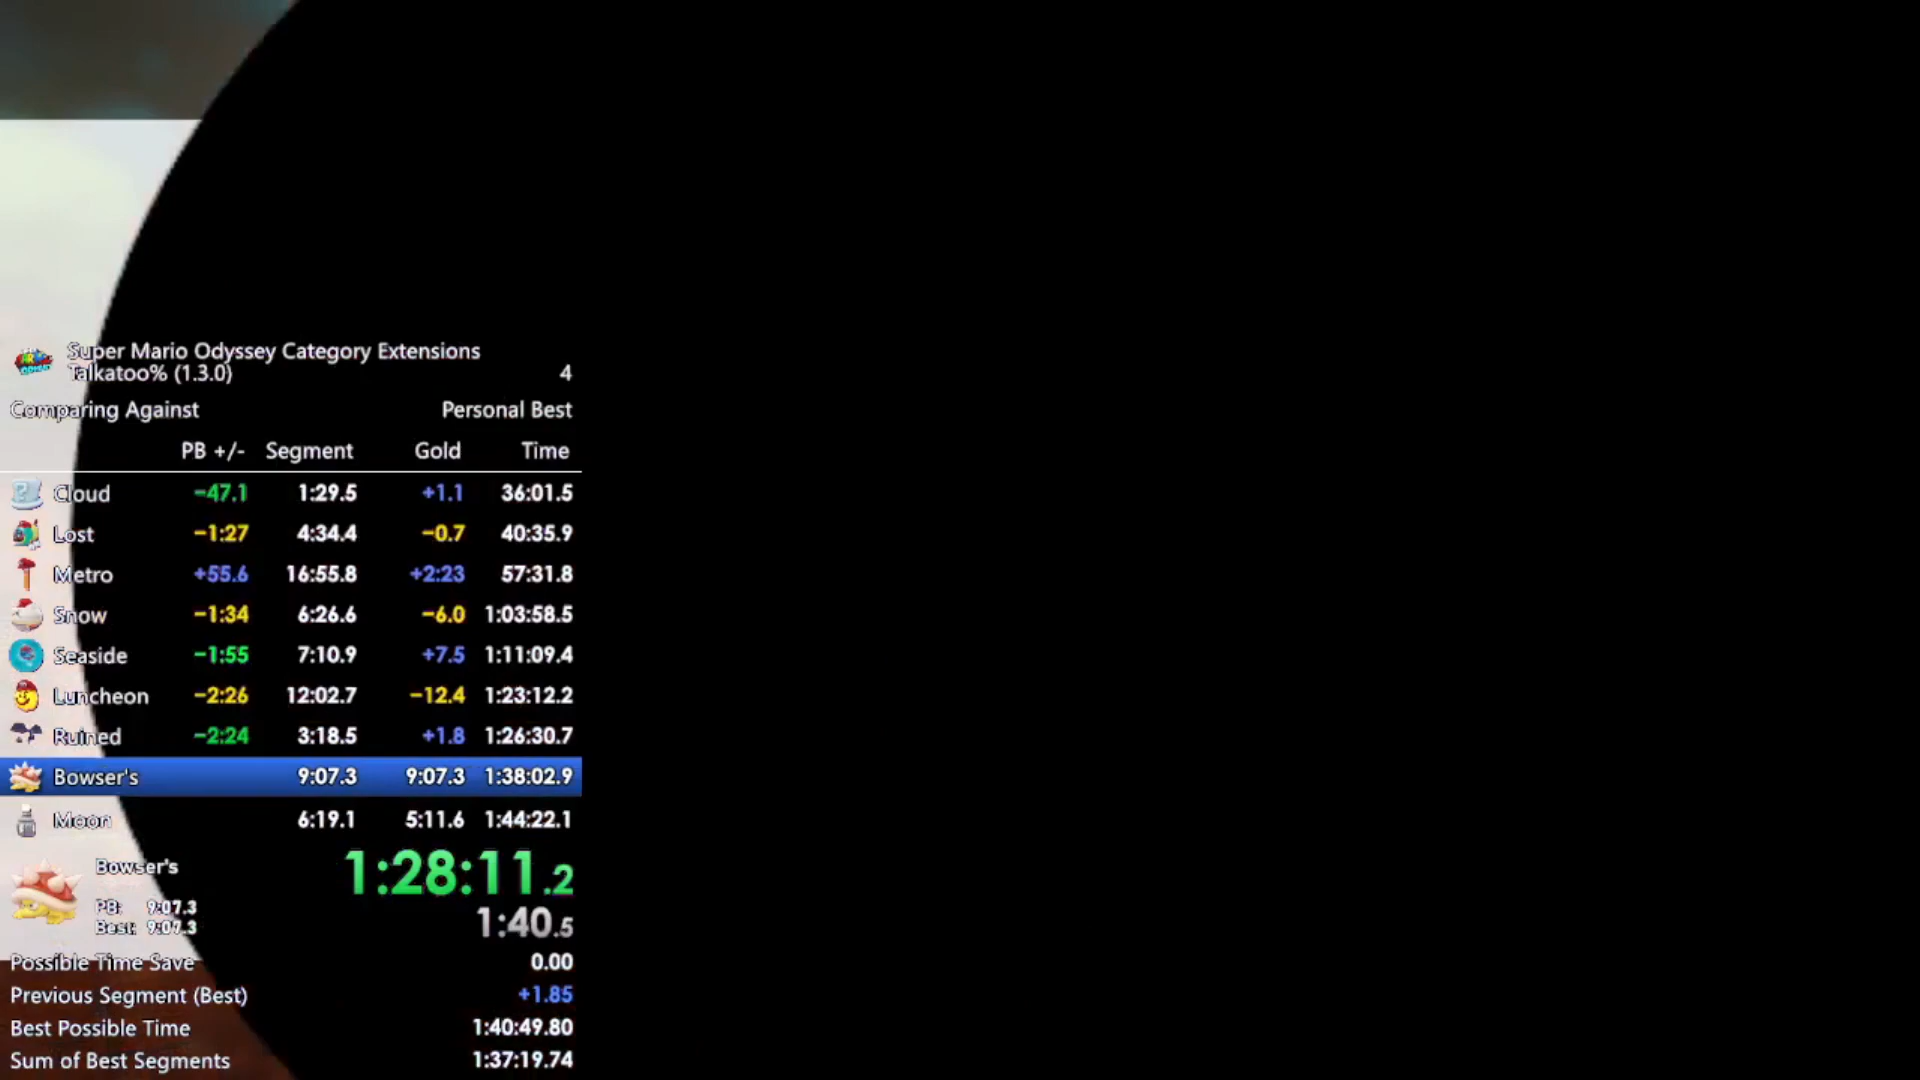 Super Mario Odyssey Category Extensions
Talkatoo% (1.3.0) 4
Comparing Against Personal Best
PB +/- Segment Gold Time
Cloud −47.1 1:29.5 +1.1 36:01.5
Lost −1:27 4:34.4 −0.7 40:35.9
Metro +55.6 16:55.8 +2:23 57:31.8
Snow −1:34 6:26.6 −6.0 1:03:58.5
Seaside −1:55 7:10.9 +7.5 1:11:09.4
Luncheon −2:26 12:02.7 −12.4 1:23:12.2
Ruined −2:24 3:18.5 +1.8 1:26:30.7
Bowser's 9:07.3 9:07.3 1:38:02.9
Moon 6:19.1 5:11.6 1:44:22.1
Bowser's 1:28:11.2
PB: 9:07.3 1:40.5
Best: 9:07.3
Possible Time Save 0.00
Previous Segment (Best) +1.85
Best Possible Time 1:40:49.80
Sum of Best Segments 1:37:19.74